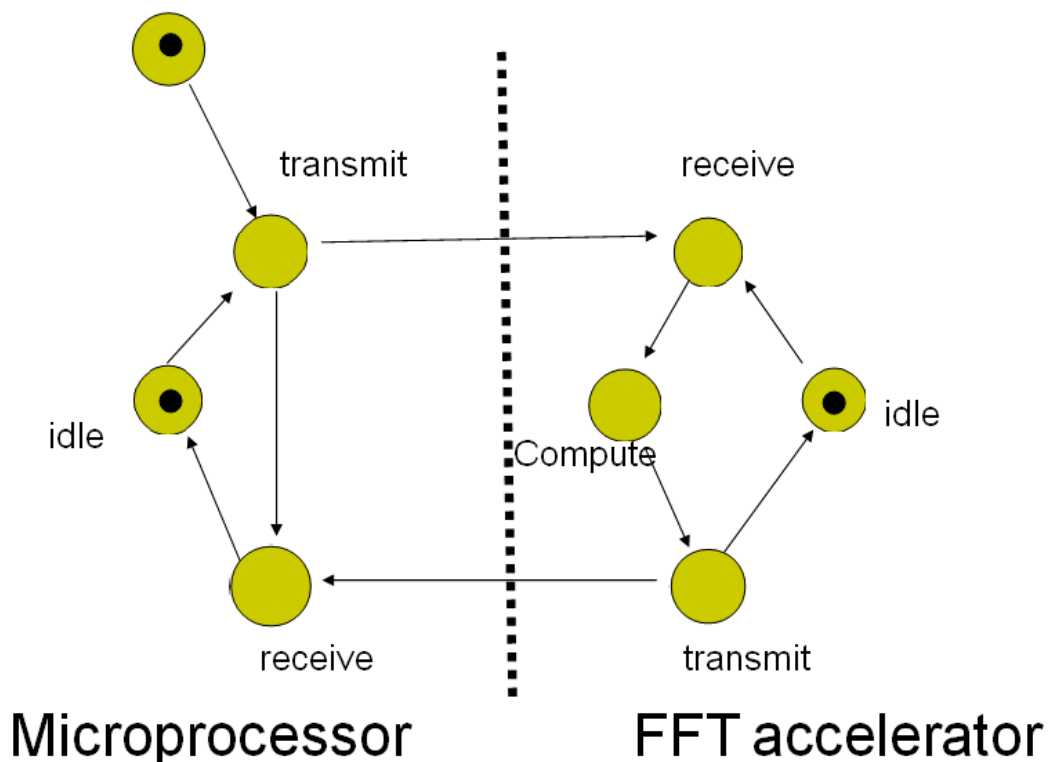 transmit
receive
idle
idle
Compute
receive
transmit
Microprocessor
FFT accelerator